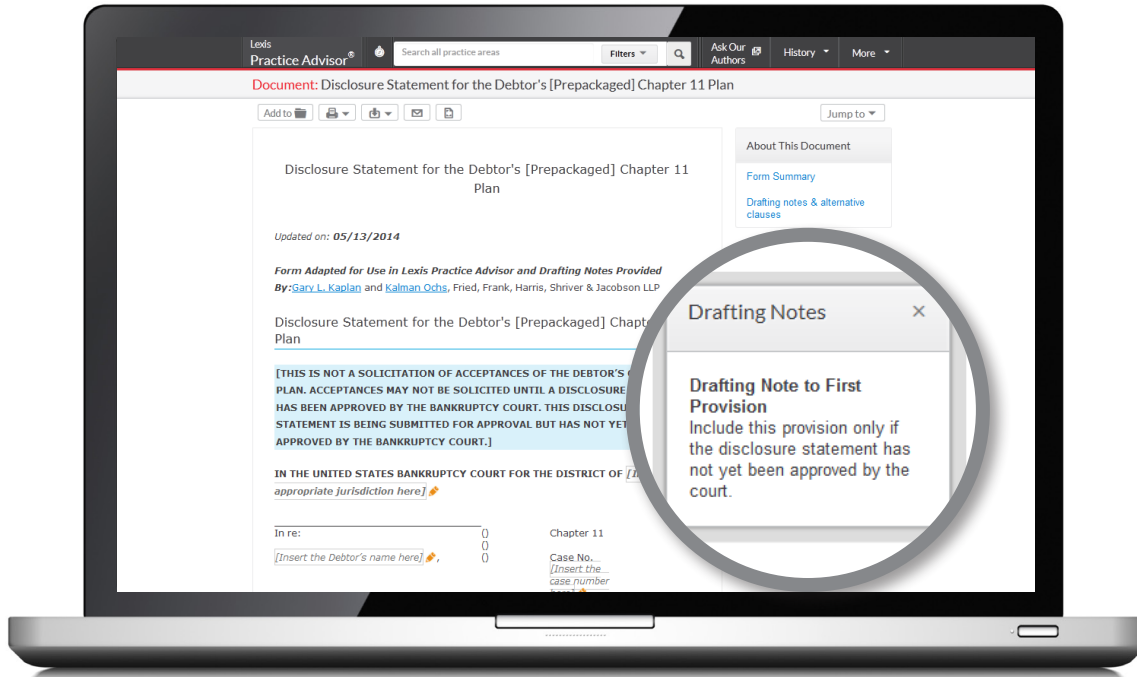 Lexis
Practice Advisor®
Search all practice areas
Filters
Ask Our
Authors
History
More
Document: Disclosure Statement for the Debtor's [Prepackaged] Chapter 11 Plan
Add to
Jump to
Disclosure Statement for the Debtor's [Prepackaged] Chapter 11
Plan
Updated on: 05/13/2014
Form Adapted for Use in Lexis Practice Advisor and Drafting Notes Provided
By:Gary L. Kaplan and Kalman Ochs, Fried, Frank, Harris, Shriver & Jacobson LLP
Disclosure Statement for the Debtor's [Prepackaged]
Plan
[THIS IS NOT A SOLICITATION OF ACCEPTANCES OF THE DEBTOR'S
PLAN. ACCEPTANCES MAY NOT BE SOLICITED UNTIL A DISCLOSURE
HAS BEEN APPROVED BY THE BANKRUPTCY COURT. THIS
STATEMENT IS BEING SUBMITTED FOR APPROVAL BUT HAS NOT
APPROVED BY THE BANKRUPTCY COURT.]
IN THE UNITED STATES BANKRUPTCY COURT FOR THE DISTRICT OF
appropriate jurisdiction here]
In re:
()
Chapter 11
()
[Insert the Debtor's name here] ,
()
Case No.
[Insert the
case number
About This Document
Form Summary
Drafting notes & alternative
clauses
Drafting Notes ×
Drafting Note to First
Provision
Include this provision only if
the disclosure statement has
not yet been approved by the
court.